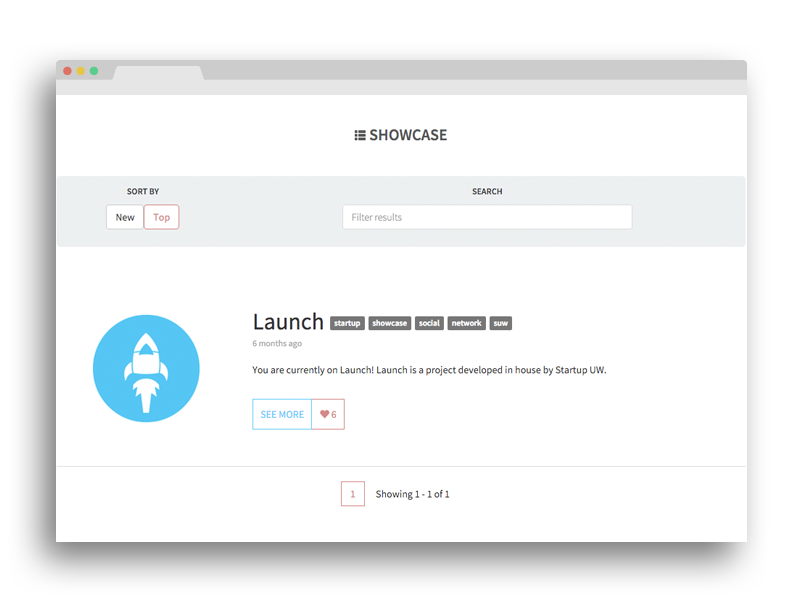 SHOWCASE
SORT BY
SEARCH
New Top
Filter results
Launch startup showcase social network suw
6 months ago
You are currently on Launch! Launch is a project developed in house by Startup UW.
SEE MORE 6
1 Showing 1 - 1 of 1